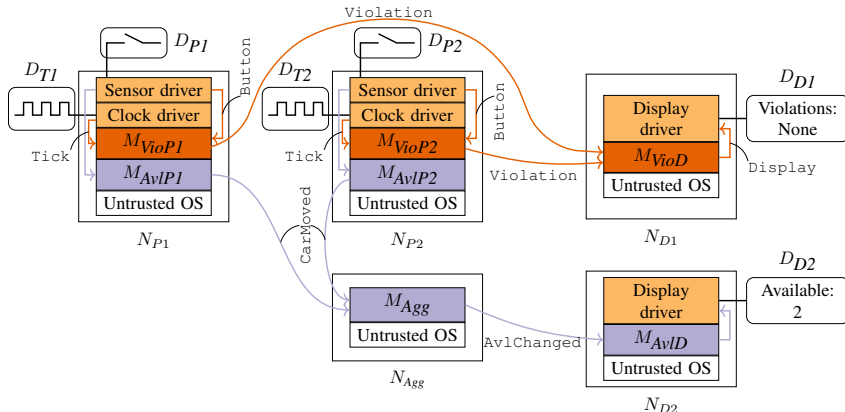 Violation
D_P1
D_P2
D_T1
D_T2
Button
Button
D_D1
Sensor driver
Clock driver
M_VioP1
M_AvlP1
Untrusted OS
Sensor driver
Clock driver
M_VioP2
M_AvlP2
Untrusted OS
Display
driver
M_VioD
Untrusted OS
Violations:
None
Tick
Tick
Violation
Display
N_P1
N_P2
N_D1
CarMoved
D_D2
M_Agg
Untrusted OS
AvlChanged
Display
driver
M_AvlD
Untrusted OS
Available:
2
N_Agg
N_D2